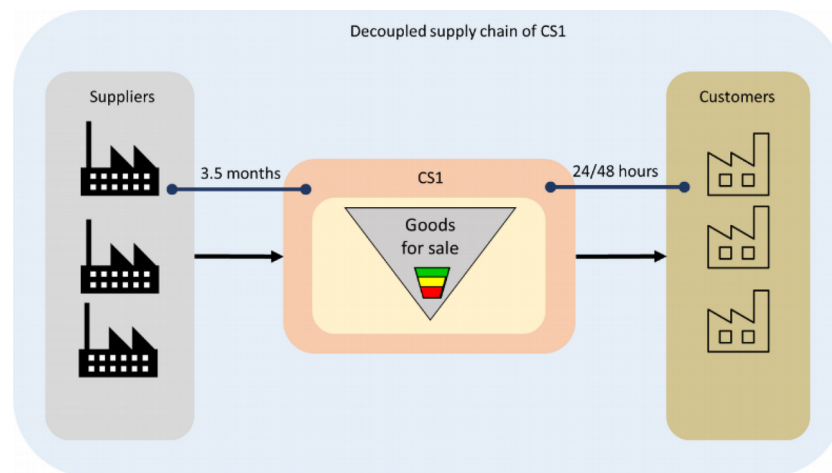 Decoupled supply chain of CS1
Suppliers
Customers
3.5 months
CS1
24/48 hours
Goods
for sale